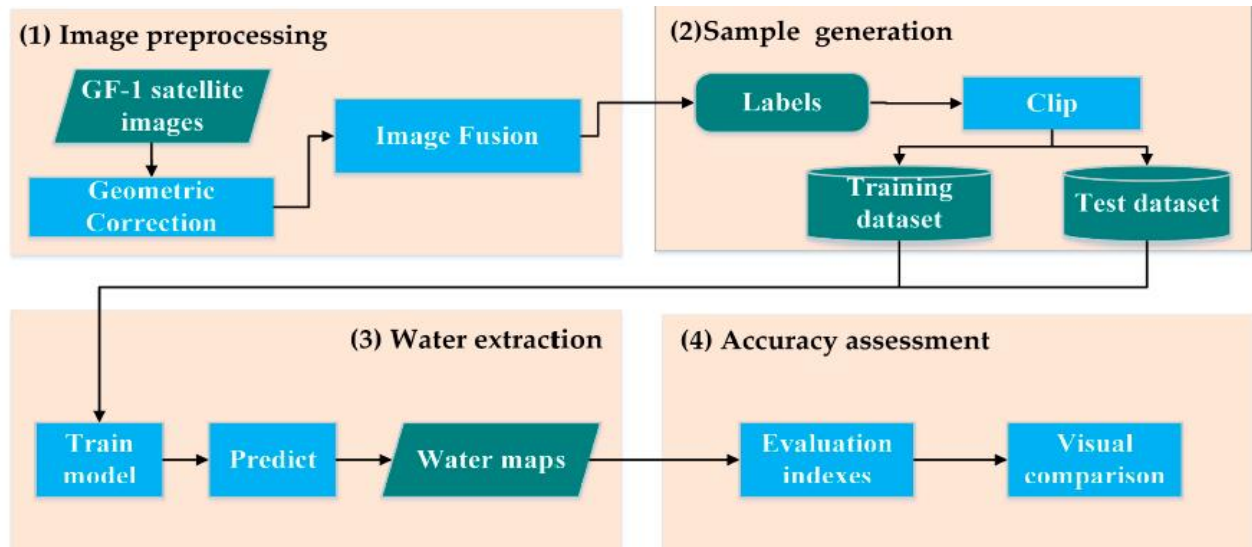 (1) Image preprocessing
GF-1 satellite
images
Geometric
Correction
Image Fusion
(2)Sample generation
Labels
Clip
Training
dataset
Test dataset
(3) Water extraction
Train
model
Predict
Water maps
(4) Accuracy assessment
Evaluation
indexes
Visual
comparison